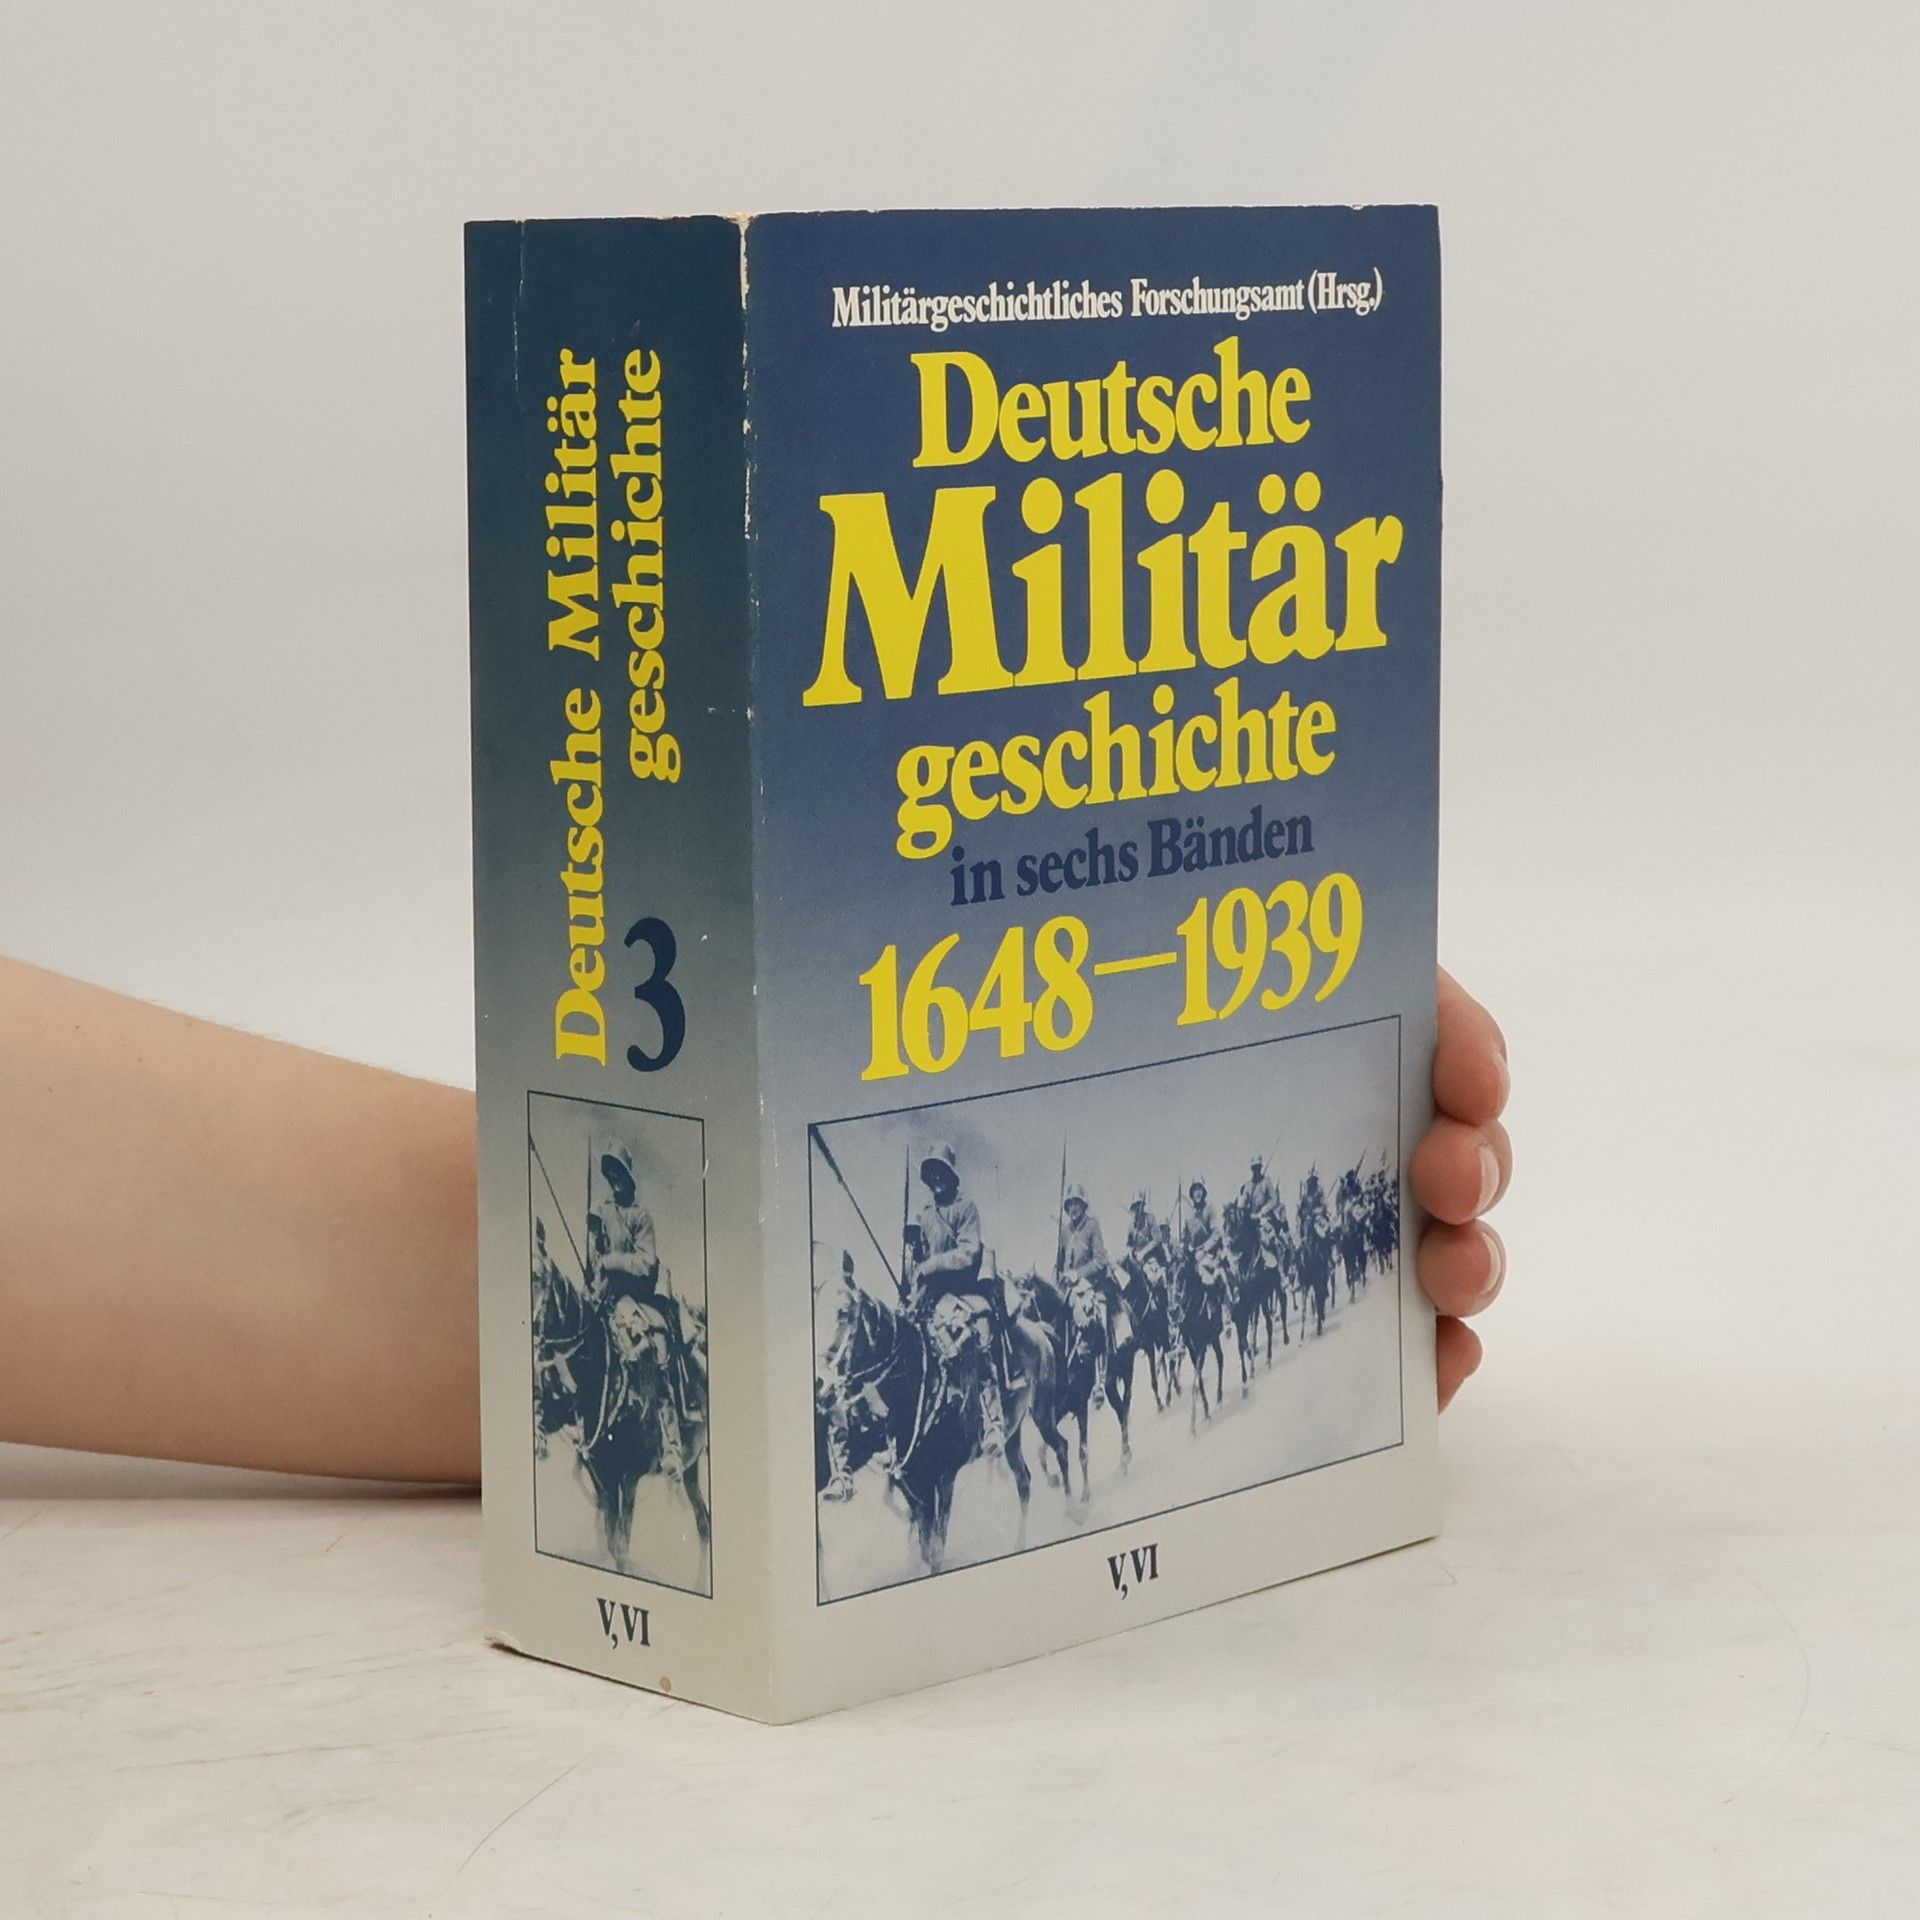 Deutsche Militär
geschichte
3
V, VI
Militärgeschichtliches Forschungsamt (Hrsg.)
Deutsche
Militär
geschichte
in sechs Bänden
1648–1939
V, VI